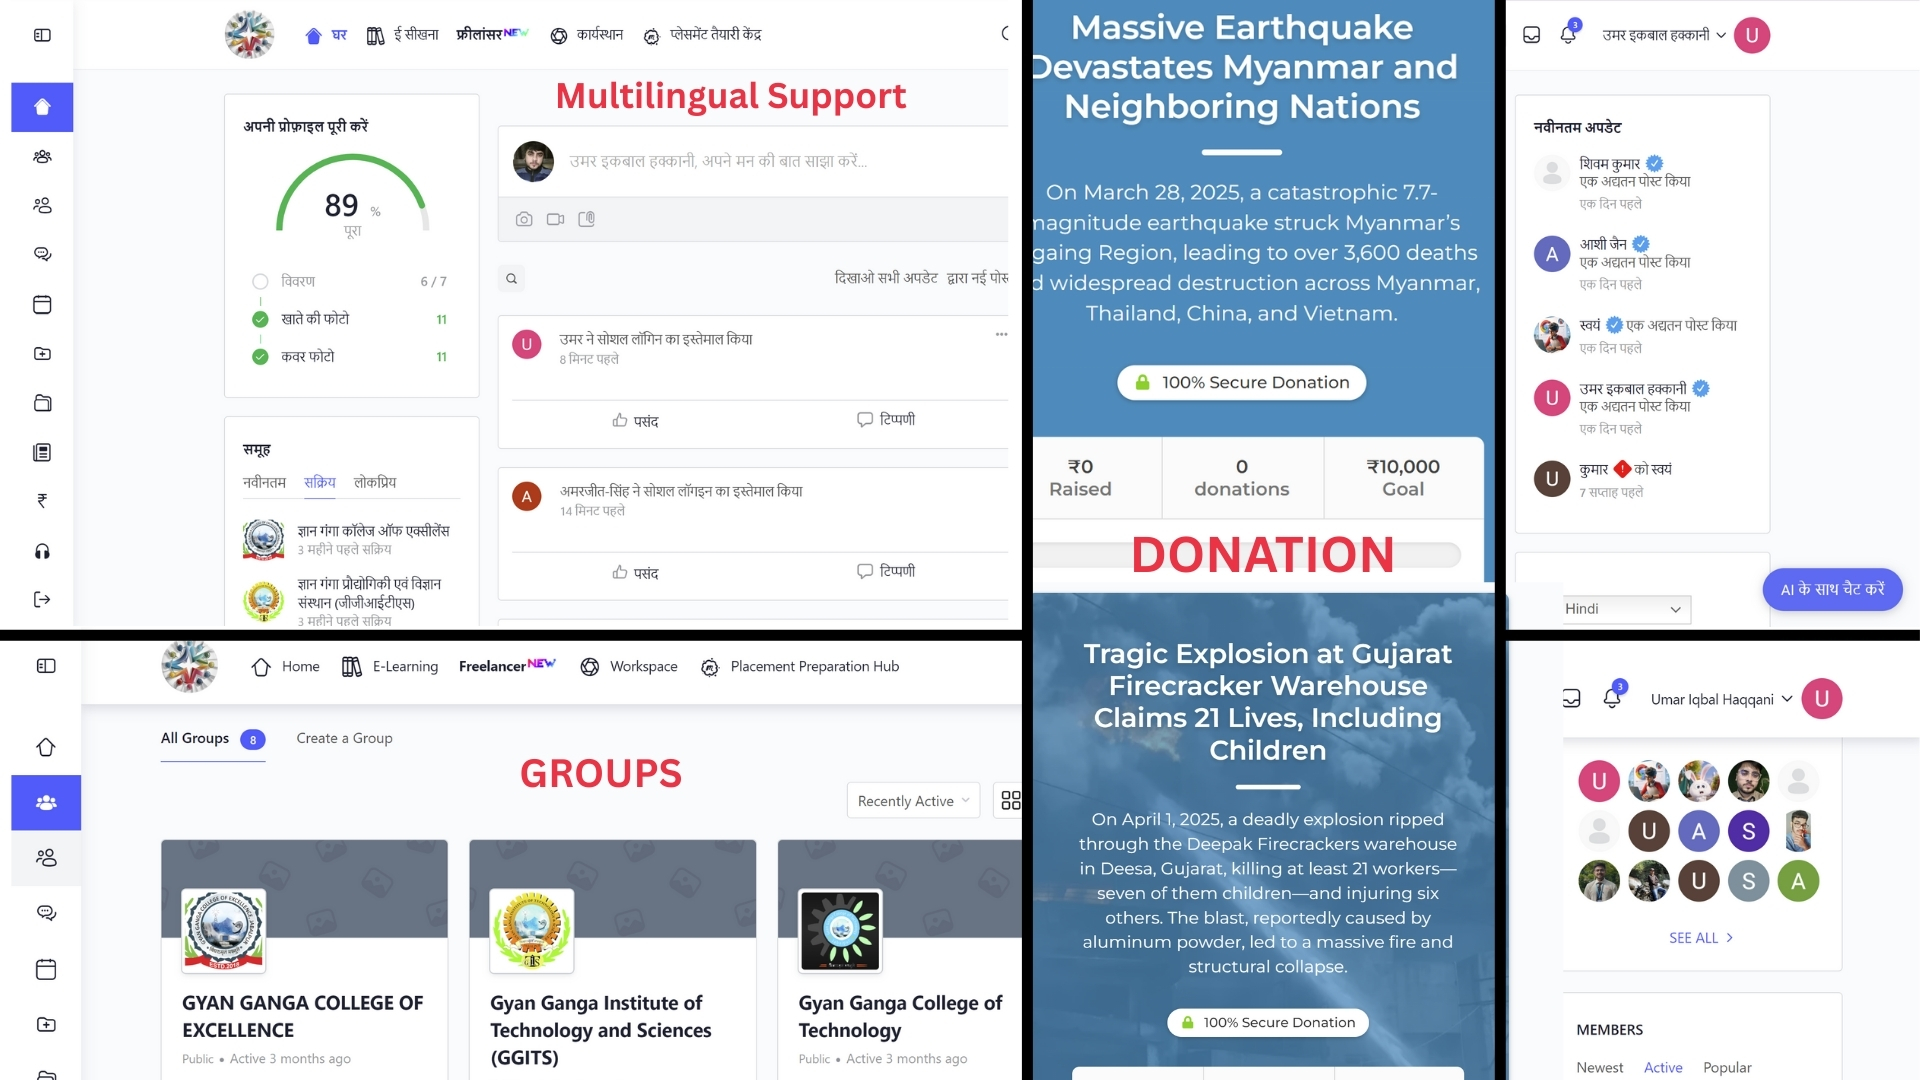 घर
ई सीखना
फ्रीलांसर NEW
कार्यस्थान
प्लेसमेंट तैयारी केंद्र
Multilingual Support
अपनी प्रोफ़ाइल पूरी करें
89 %
पूरा
विवरण 6 / 7
खाते की फोटो 11
कवर फोटो 11
समूह
नवीनतम सक्रिय लोकप्रिय
ज्ञान गंगा कॉलेज ऑफ एक्सीलेंस
3 महीने पहले सक्रिय
ज्ञान गंगा प्रौद्योगिकी एवं विज्ञान
संस्थान (जीजीआईटीएस)
3 महीने पहले सक्रिय
उमर इकबाल हक्कानी, अपने मन की बात साझा करें...
दिखाओ सभी अपडेट द्वारा नई
U
उमर ने सोशल लॉगिन का इस्तेमाल किया
8 मिनट पहले
पसंद टिप्पणी
A
अमरजीत-सिंह ने सोशल लॉगइन का इस्तेमाल किया
14 मिनट पहले
पसंद टिप्पणी
Massive Earthquake
Devastates Myanmar and
Neighboring Nations
On March 28, 2025, a catastrophic 7.7-
magnitude earthquake struck Myanmar's
gaing Region, leading to over 3,600 deaths
d widespread destruction across Myanmar,
Thailand, China, and Vietnam.
100% Secure Donation
₹0
Raised
0
donations
₹10,000
Goal
DONATION
3
उमर इकबाल हक्कानी
U
नवीनतम अपडेट
शिवम कुमार
एक अद्यतन पोस्ट किया
एक दिन पहले
A
आशी जैन
एक अद्यतन पोस्ट किया
एक दिन पहले
स्वयं एक अद्यतन पोस्ट किया
एक दिन पहले
U
उमर इकबाल हक्कानी
एक अद्यतन पोस्ट किया
एक दिन पहले
U
कुमार को स्वयं
7 सप्ताह पहले
Hindi
AI के साथ चैट करें
Home
E-Learning
Freelancer NEW
Workspace
Placement Preparation Hub
All Groups 8
Create a Group
GROUPS
Recently Active
GYAN GANGA COLLEGE OF
EXCELLENCE
Public • Active 3 months ago
Gyan Ganga Institute of
Technology and Sciences
(GGITS)
Gyan Ganga College of
Technology
Public • Active 3 months ago
Tragic Explosion at Gujarat
Firecracker Warehouse
Claims 21 Lives, Including
Children
On April 1, 2025, a deadly explosion ripped
through the Deepak Firecrackers warehouse
in Deesa, Gujarat, killing at least 21 workers—
seven of them children—and injuring six
others. The blast, reportedly caused by
aluminum powder, led to a massive fire and
structural collapse.
100% Secure Donation
3
Umar Iqbal Haqqani
U
U
U A S
U S A
SEE ALL
MEMBERS
Newest Active Popular